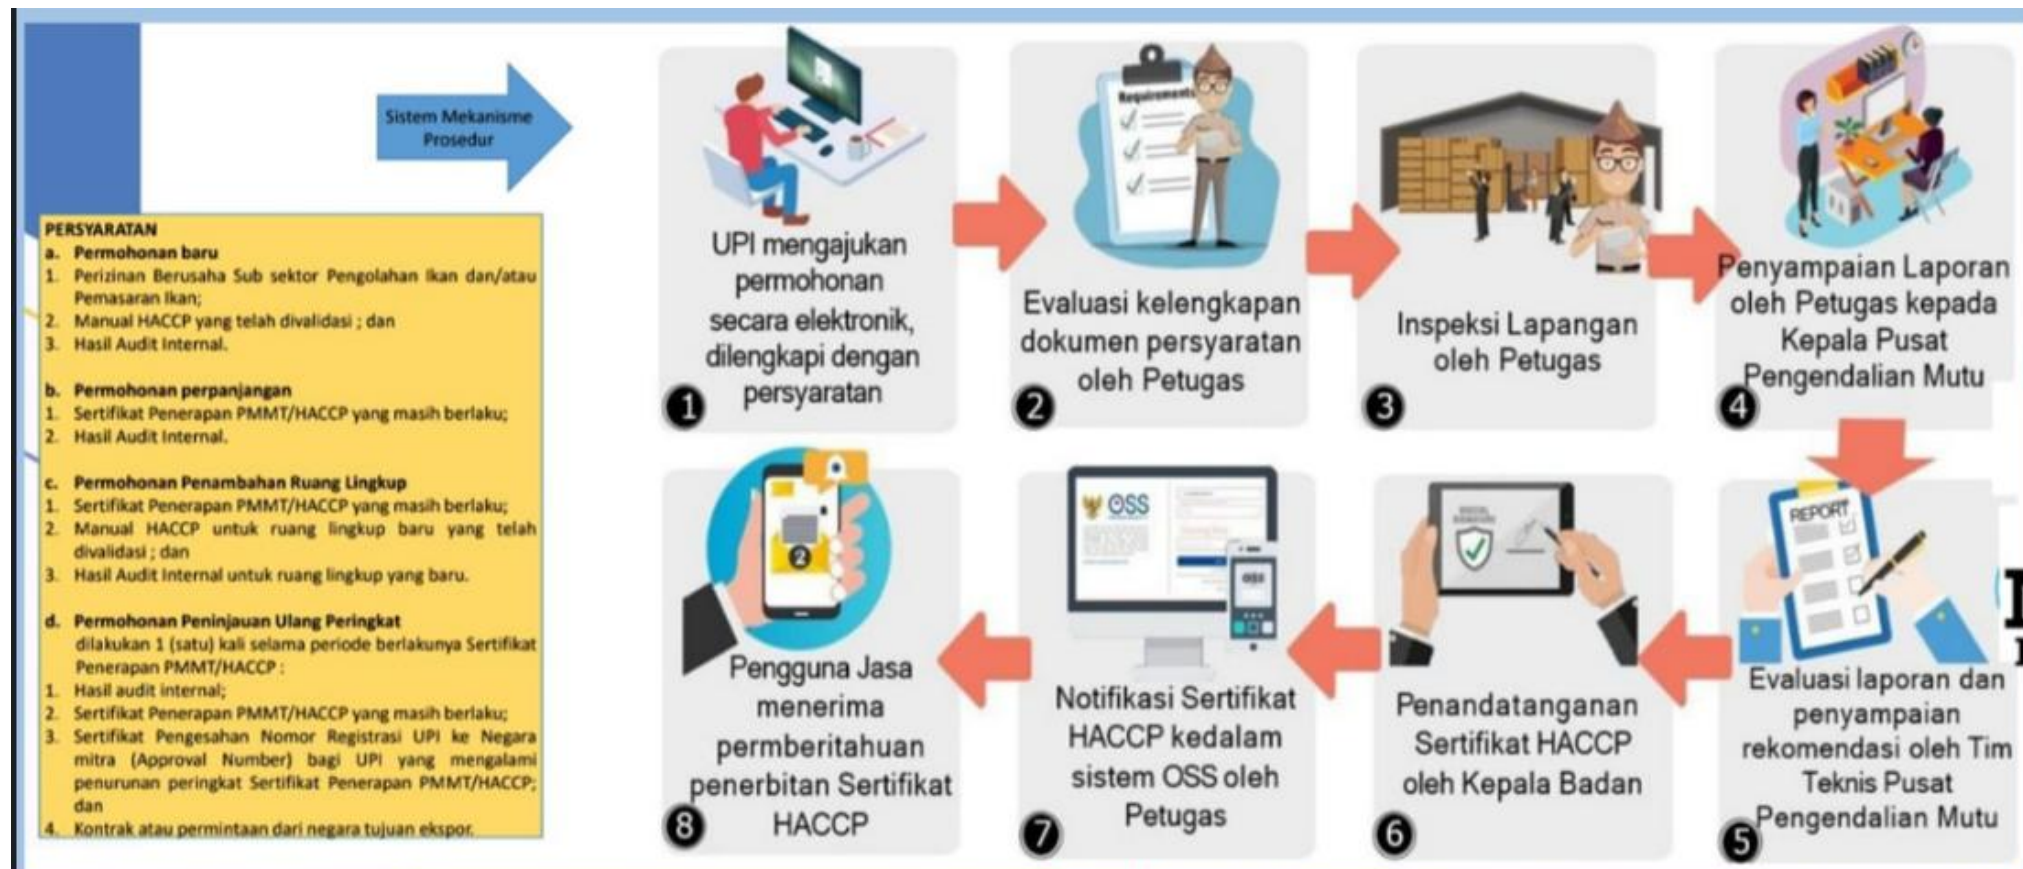 Sistem Mekanisme
Prosedur
PERSYARATAN
a. Permohonan baru
1. Perizinan Berusaha Sub sektor Pengolahan Ikan dan/atau
Pemasaran Ikan;
2. Manual HACCP yang telah divalidasi ; dan
3. Hasil Audit Internal.
b. Permohonan perpanjangan
1. Sertifikat Penerapan PMMT/HACCP yang masih berlaku;
2. Hasil Audit Internal.
c. Permohonan Penambahan Ruang Lingkup
1. Sertifikat Penerapan PMMT/HACCP yang masih berlaku;
2. Manual HACCP untuk ruang lingkup baru yang telah
divalidasi ; dan
3. Hasil Audit Internal untuk ruang lingkup yang baru.
d. Permohonan Peninjauan Ulang Peringkat
dilakukan 1 (satu) kali selama periode berlakunya Sertifikat
Penerapan PMMT/HACCP :
1. Hasil audit internal;
2. Sertifikat Penerapan PMMT/HACCP yang masih berlaku;
3. Sertifikat Pengesahan Nomor Registrasi UPI ke Negara
mitra (Approval Number) bagi UPI yang mengalami
penurunan peringkat Sertifikat Penerapan PMMT/HACCP;
dan
4. Kontrak atau permintaan dari negara tujuan ekspor.
UPI mengajukan
permohonan
secara elektronik,
dilengkapi dengan
persyaratan
1
Requirements
Evaluasi kelengkapan
dokumen persyaratan
oleh Petugas
2
Inspeksi Lapangan
oleh Petugas
3
Penyampaian Laporan
oleh Petugas kepada
Kepala Pusat
Pengendalian Mutu
4
REPORT
Evaluasi laporan dan
penyampaian
rekomendasi oleh Tim
Teknis Pusat
Pengendalian Mutu
5
Penandatanganan
Sertifikat HACCP
oleh Kepala Badan
6
OSS
OSS
Notifikasi Sertifikat
HACCP kedalam
sistem OSS oleh
Petugas
7
2
Pengguna Jasa
menerima
permberitahuan
penerbitan Sertifikat
HACCP
8